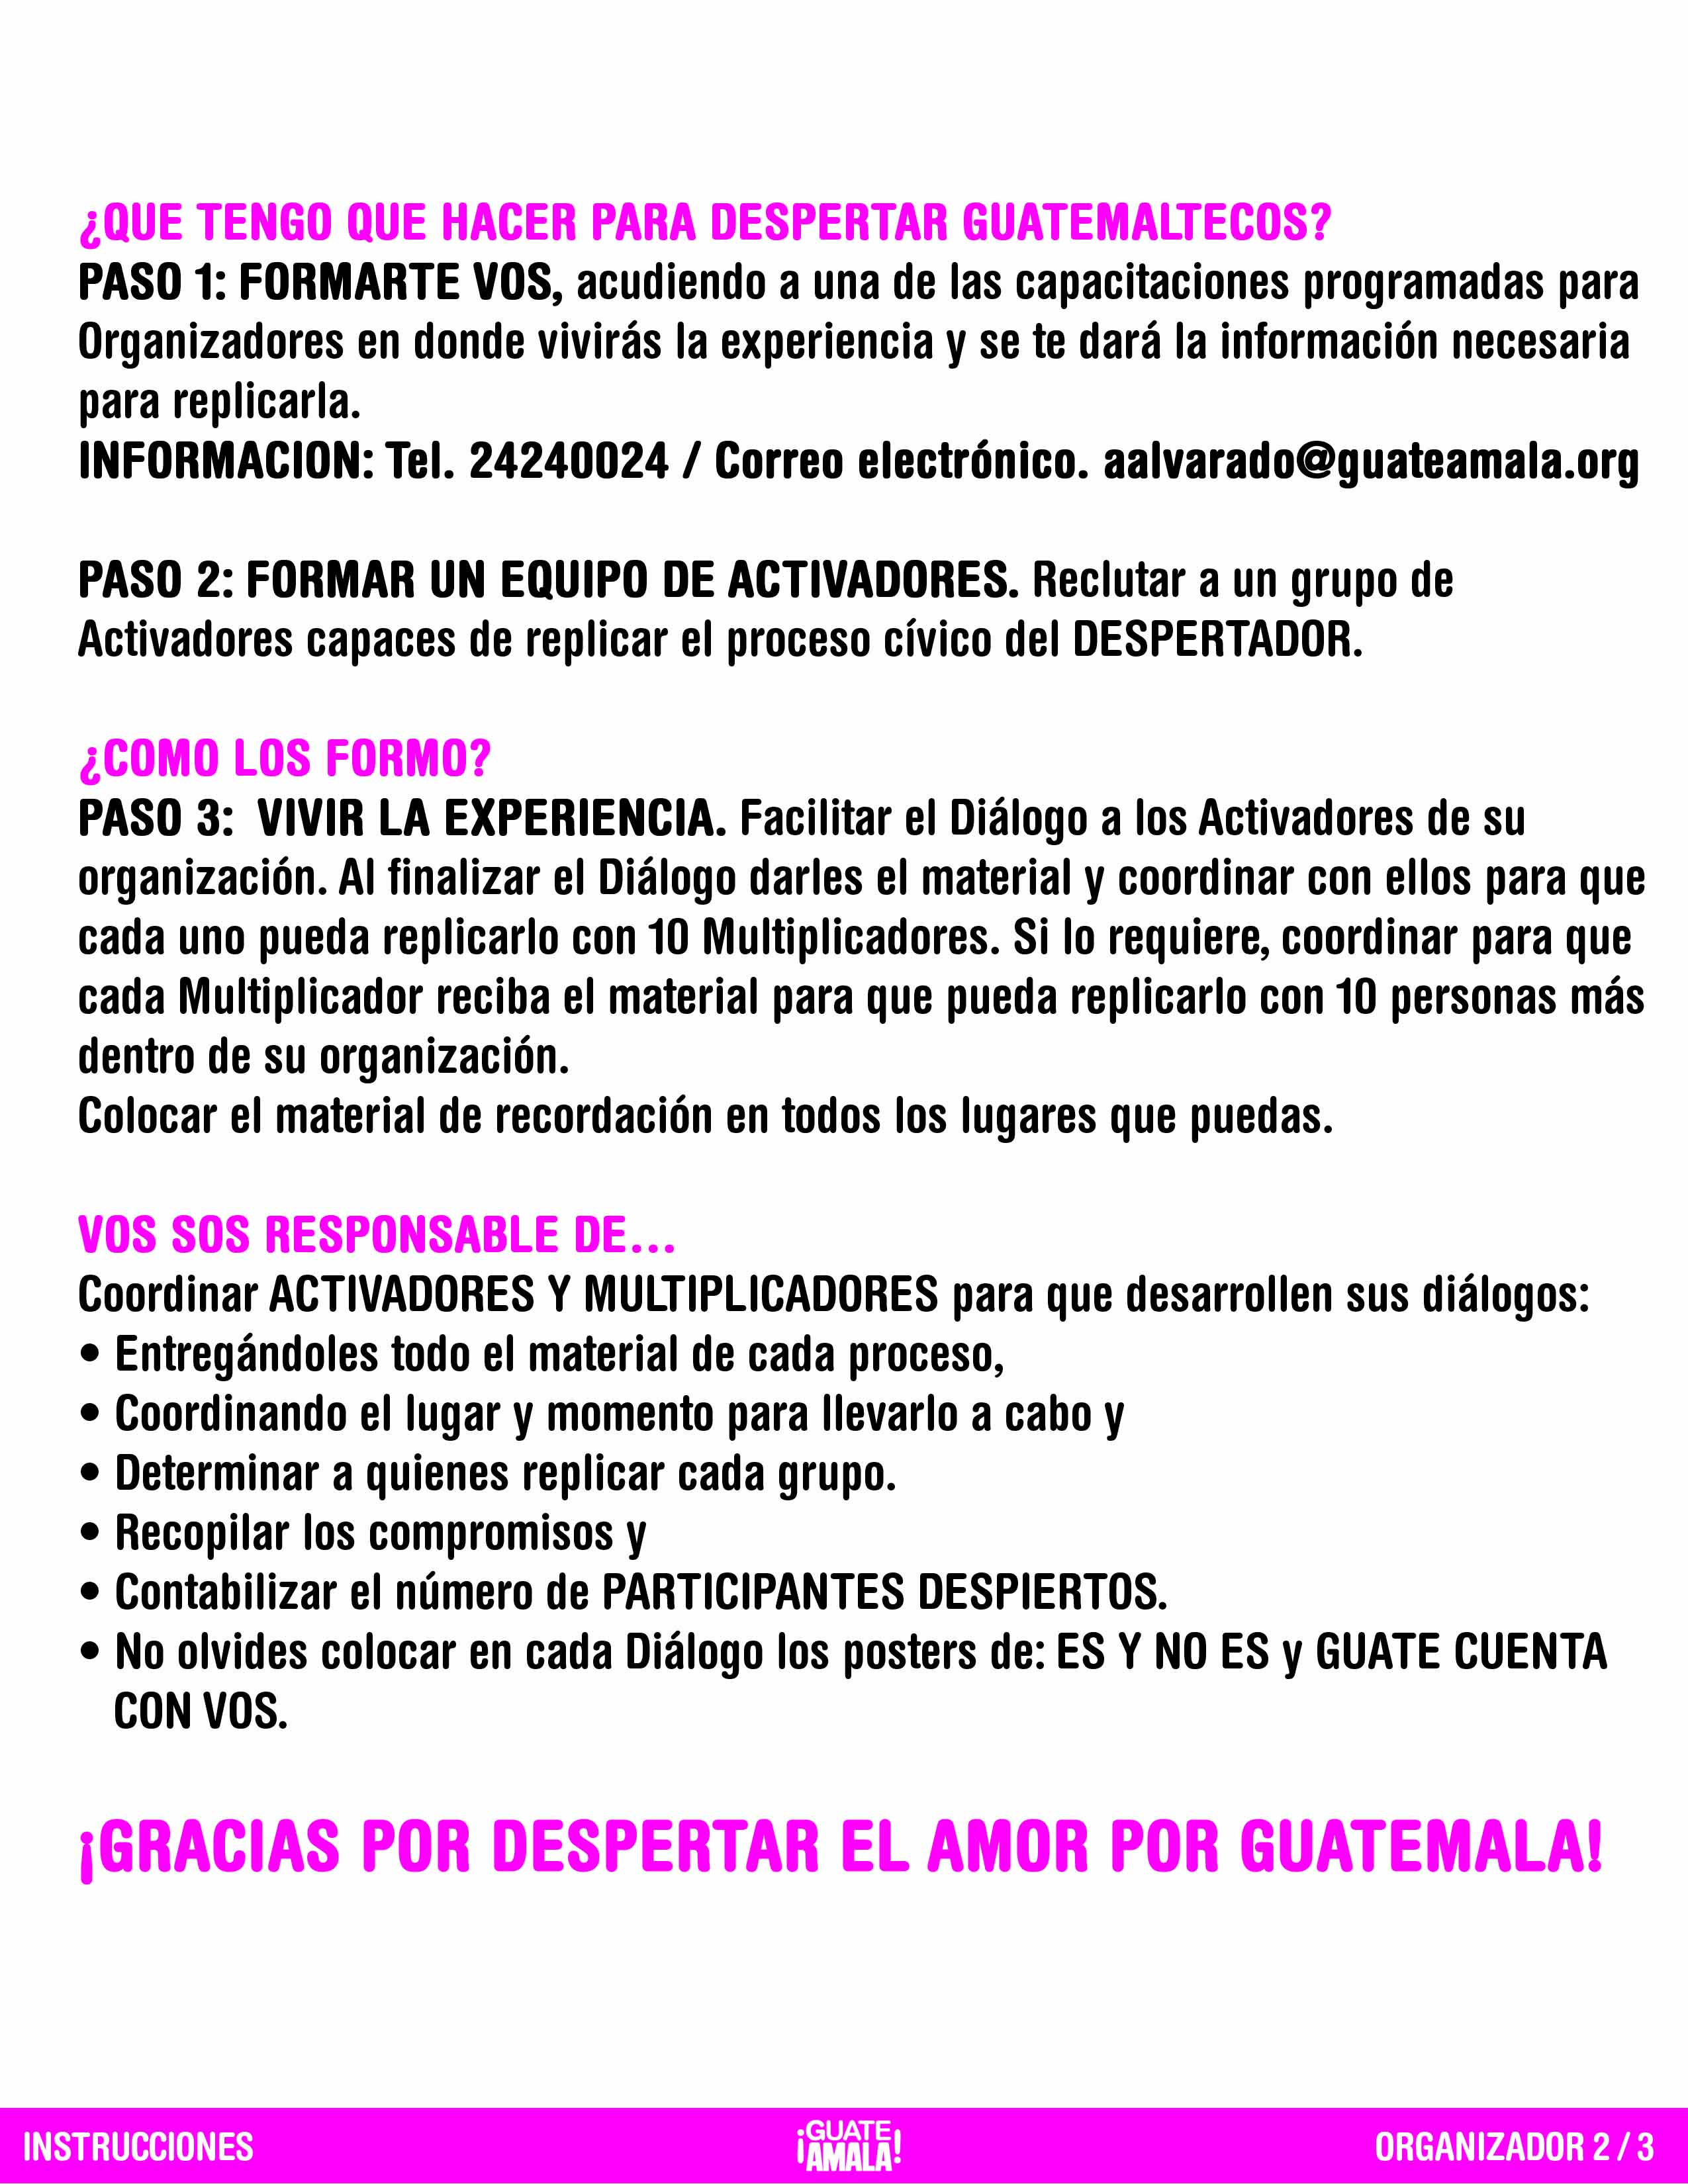 ¿QUE TENGO QUE HACER PARA DESPERTAR GUATEMALTECOS?
PASO 1: FORMARTE VOS, acudiendo a una de las capacitaciones programadas para
Organizadores en donde vivirás la experiencia y se te dará la información necesaria
para replicarla.
INFORMACION: Tel. 24240024 / Correo electrónico. aalvarado@guateamala.org
PASO 2: FORMAR UN EQUIPO DE ACTIVADORES. Reclutar a un grupo de
Activadores capaces de replicar el proceso cívico del DESPERTADOR.
¿COMO LOS FORMO?
PASO 3:  VIVIR LA EXPERIENCIA. Facilitar el Diálogo a los Activadores de su
organización. Al finalizar el Diálogo darles el material y coordinar con ellos para que
cada uno pueda replicarlo con 10 Multiplicadores. Si lo requiere, coordinar para que
cada Multiplicador reciba el material para que pueda replicarlo con 10 personas más
dentro de su organización.
Colocar el material de recordación en todos los lugares que puedas.
VOS SOS RESPONSABLE DE...
Coordinar ACTIVADORES Y MULTIPLICADORES para que desarrollen sus diálogos:
• Entregándoles todo el material de cada proceso,
• Coordinando el lugar y momento para llevarlo a cabo y
• Determinar a quienes replicar cada grupo.
• Recopilar los compromisos y
• Contabilizar el número de PARTICIPANTES DESPIERTOS.
• No olvides colocar en cada Diálogo los posters de: ES Y NO ES y GUATE CUENTA
CON VOS.
¡GRACIAS POR DESPERTAR EL AMOR POR GUATEMALA!
INSTRUCCIONES
¡GUATE
¡AMALA!
ORGANIZADOR 2 / 3